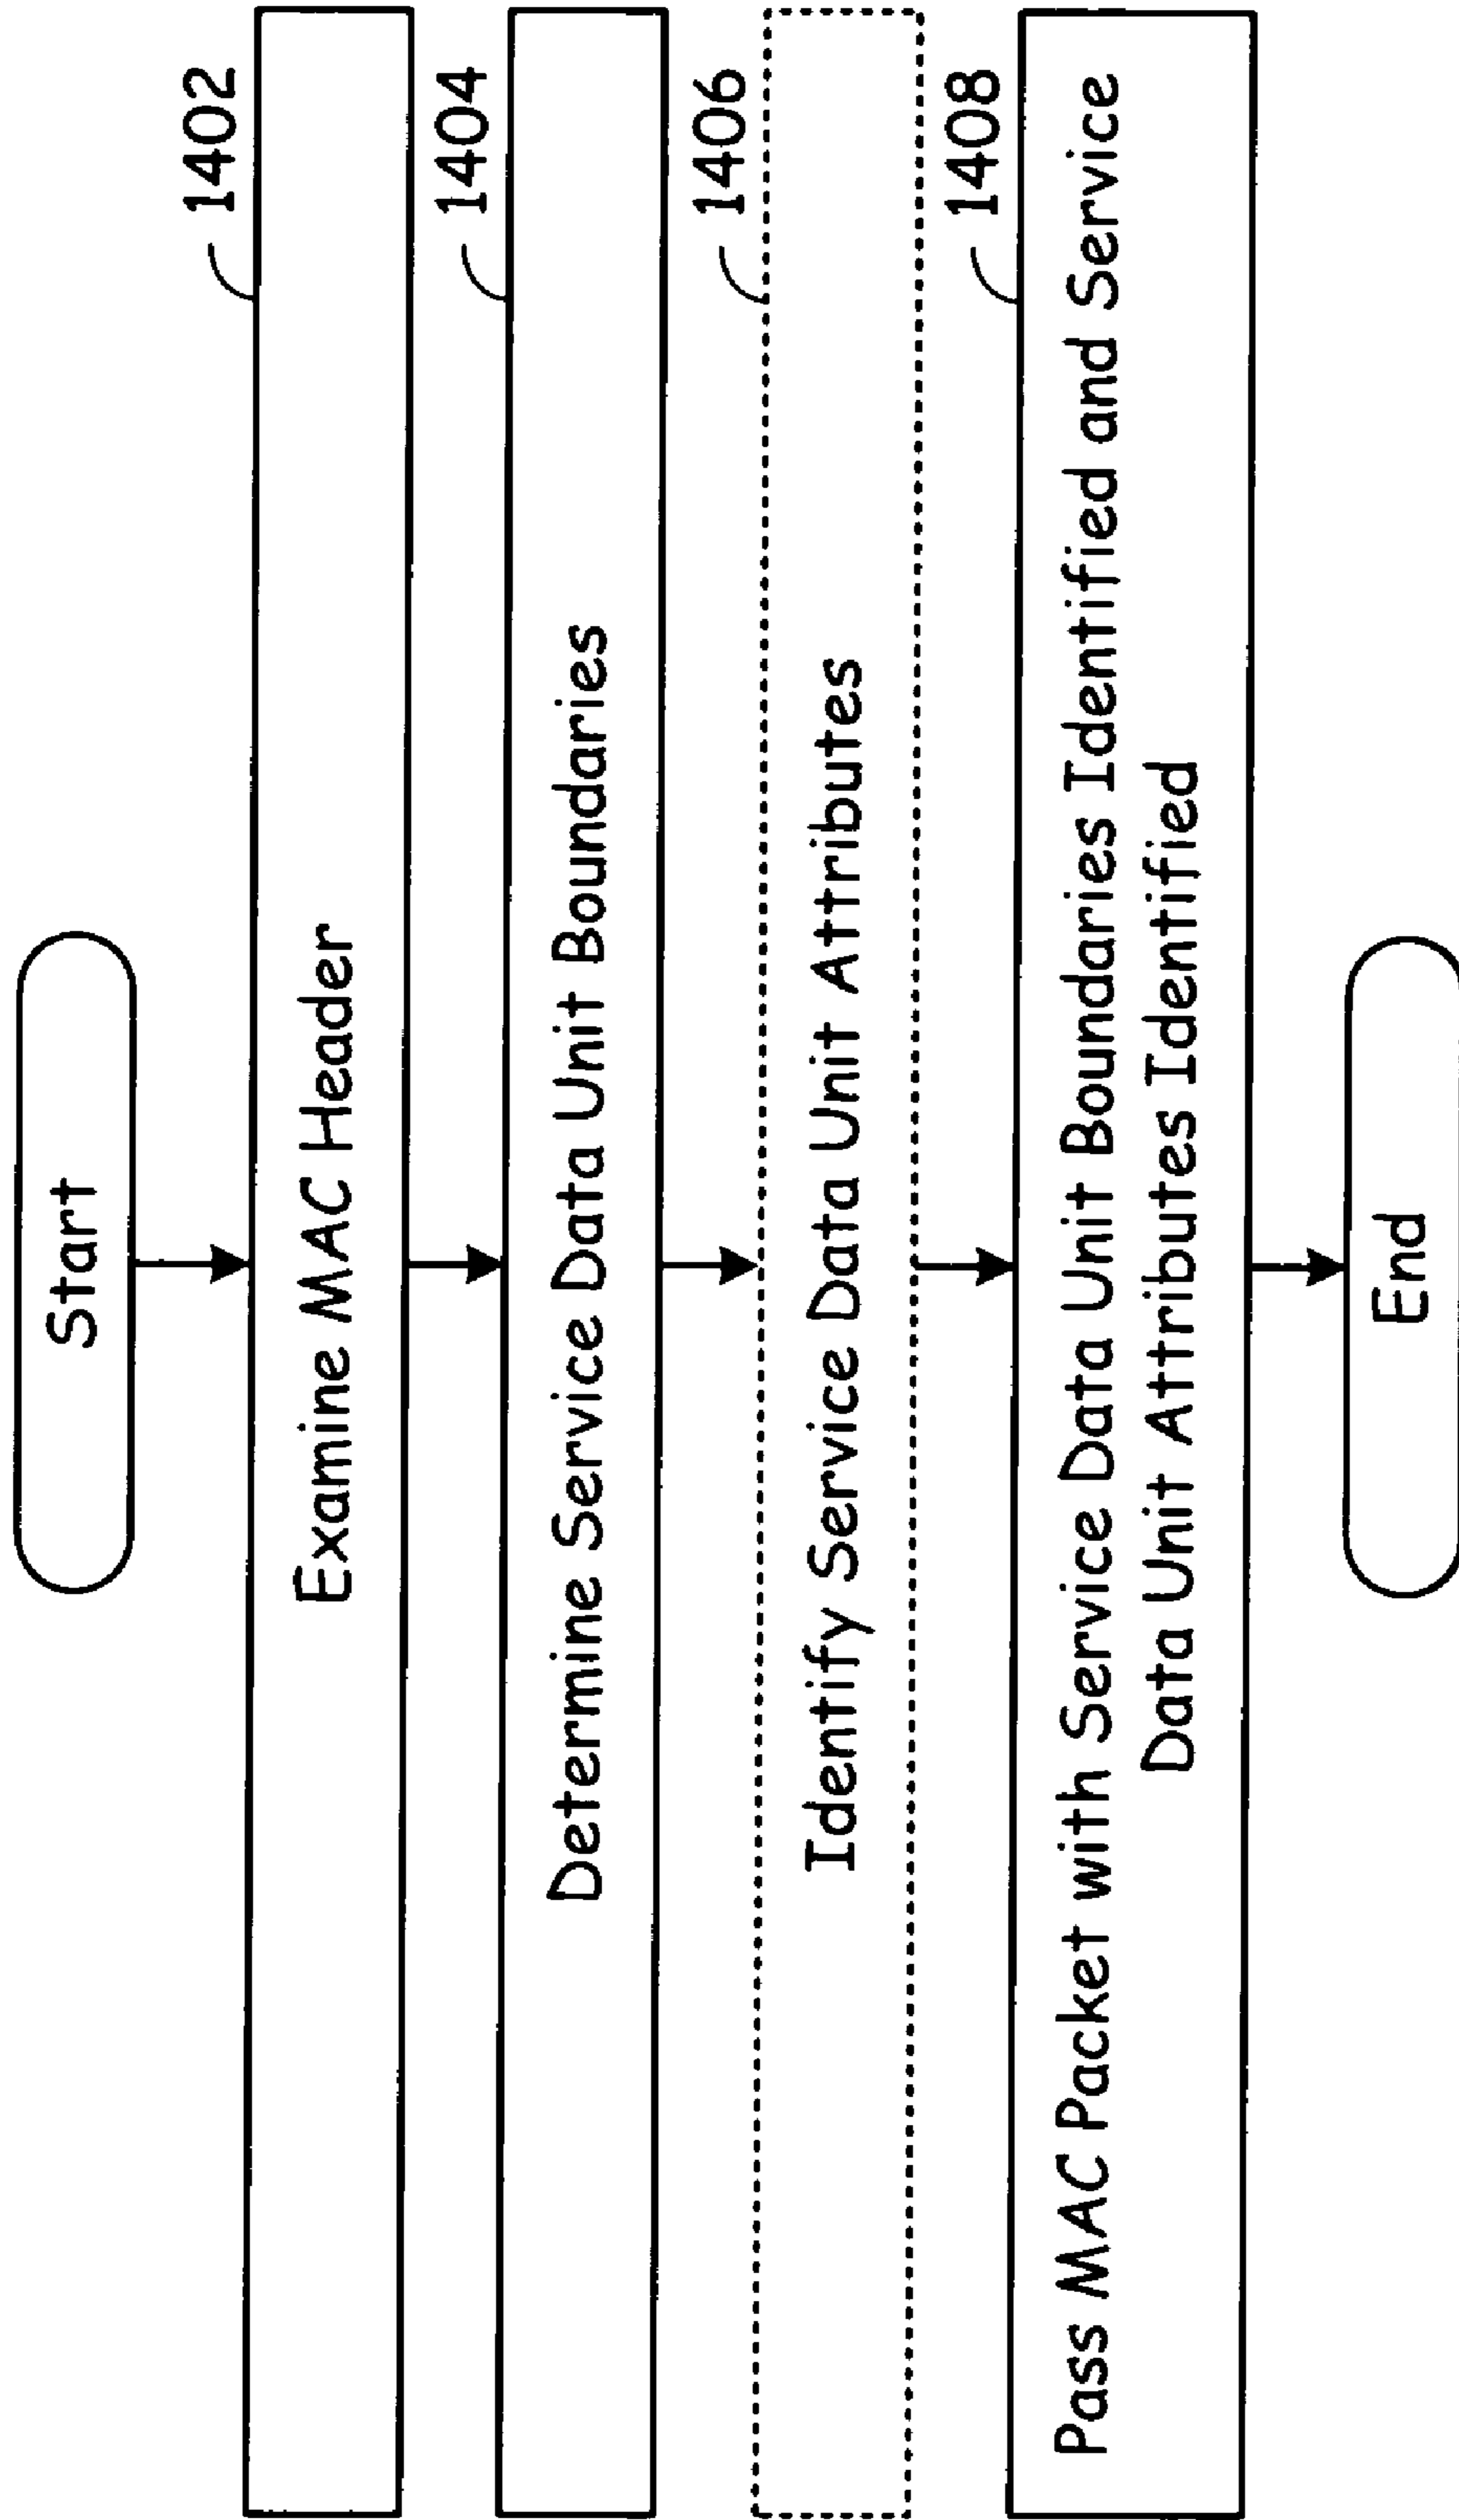 Start
1402
Examine MAC Header
1404
Determine Service Data Unit Boundaries
1406
Identify Service Data Unit Attributes
1408
Pass MAC Packet with Service Data Unit Boundaries Identified and Service
Data Unit Attributes Identified
End